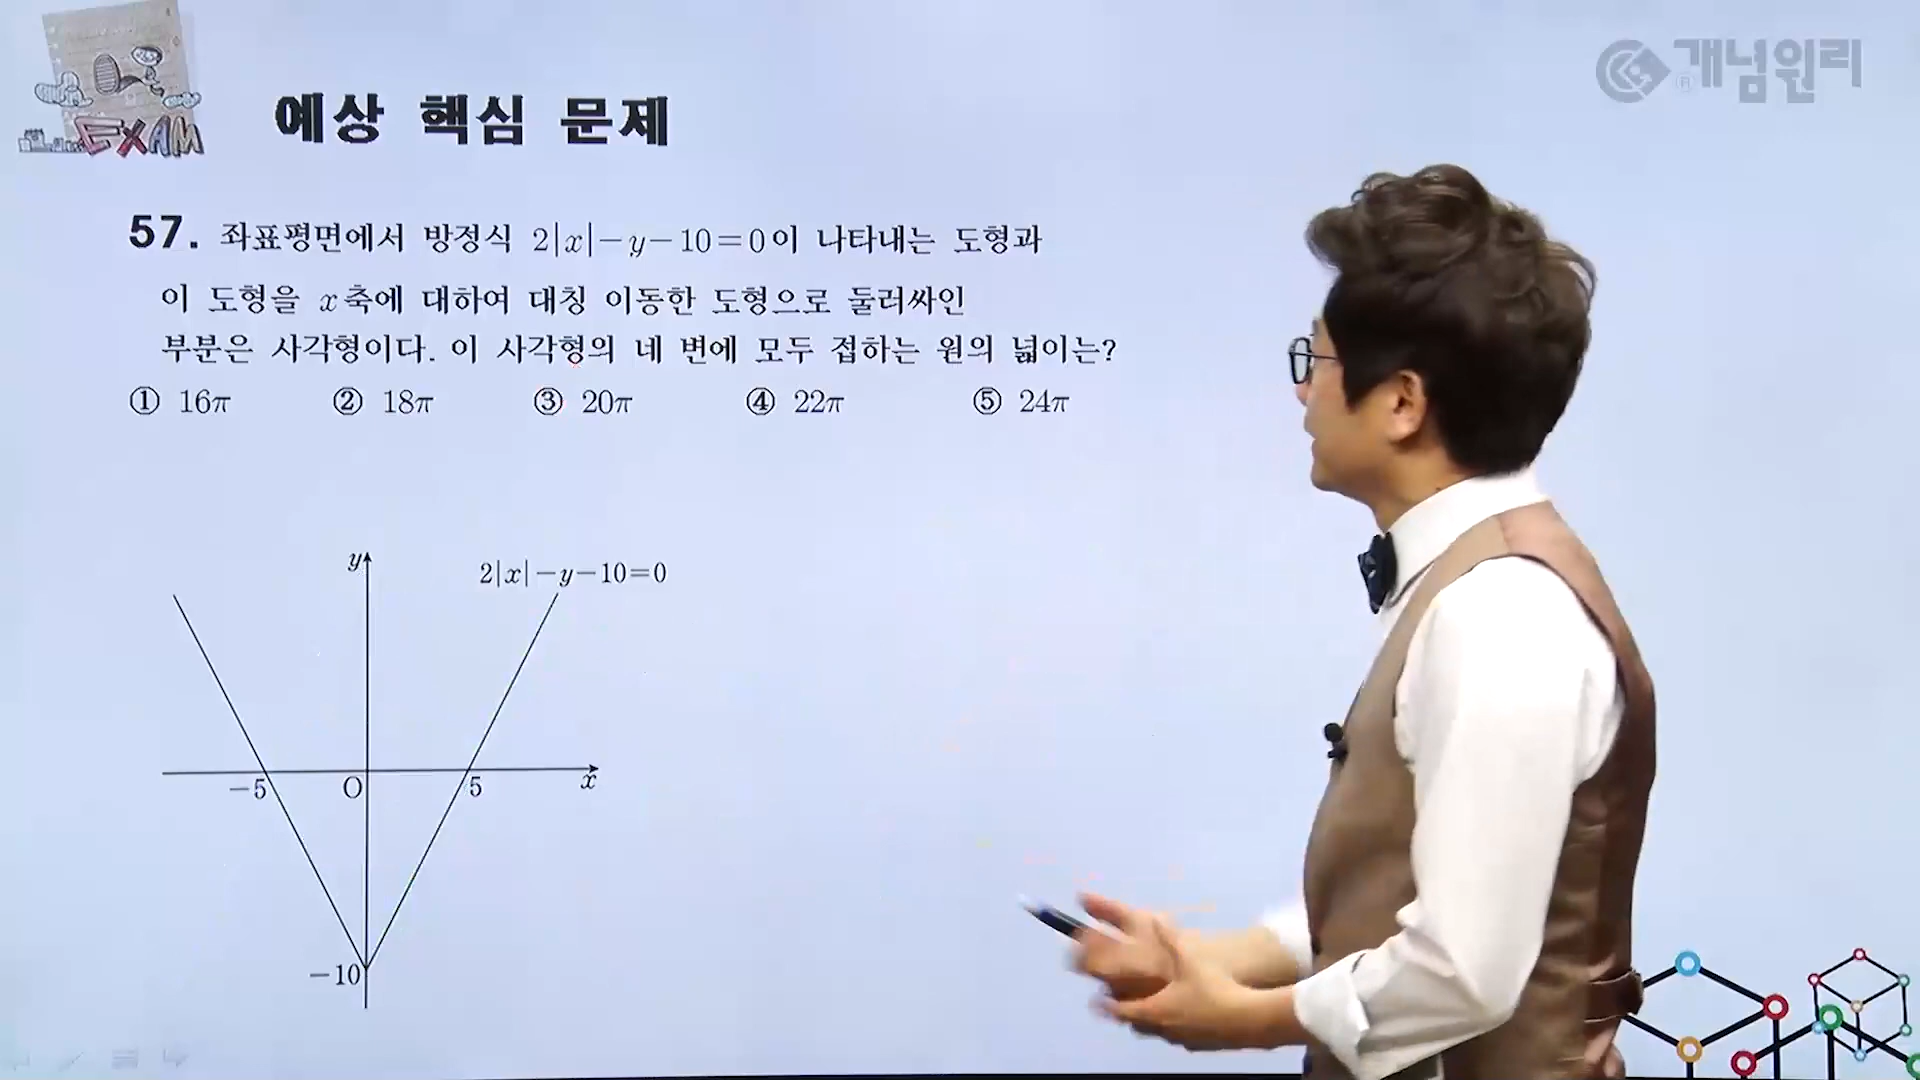 EXAM
예상 핵심 문제
개념원리
57. 좌표평면에서 방정식 2|x|-y-10=0이 나타내는 도형과
이 도형을 x축에 대하여 대칭 이동한 도형으로 둘러싸인
부분은 사각형이다. 이 사각형의 네 변에 모두 접하는 원의 넓이는?
① 16π ② 18π ③ 20π ④ 22π ⑤ 24π
y
2|x|-y-10=0
-5 O 5 x
-10